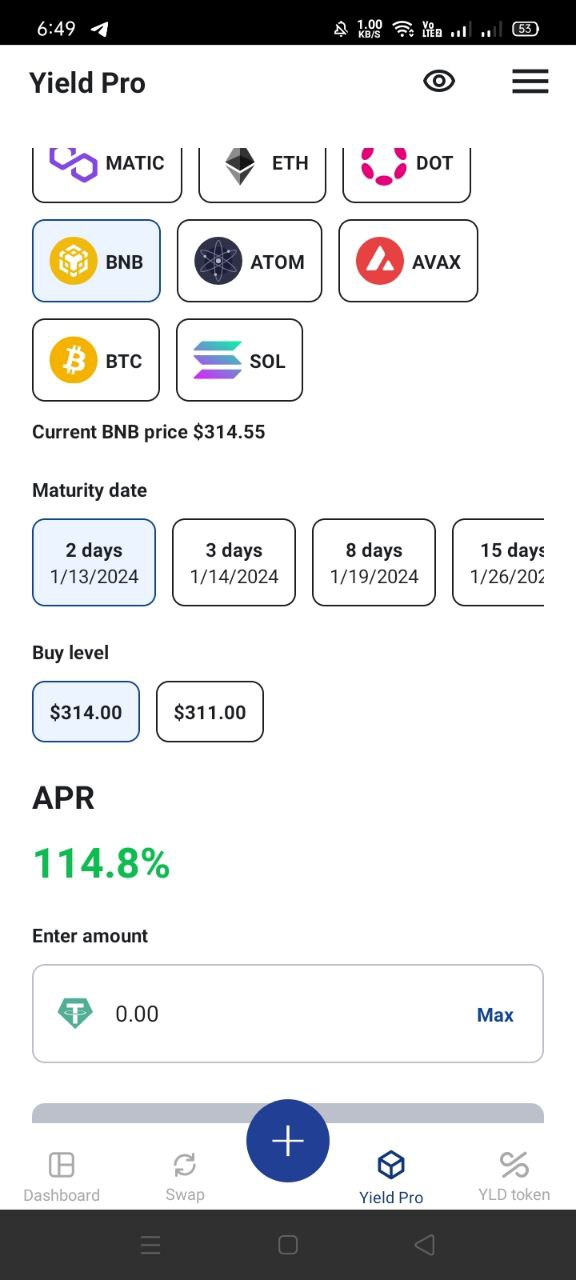 6:49 1.00 KB/S Vo LTE2 53
Yield Pro
MATIC ETH DOT
BNB ATOM AVAX
BTC SOL
Current BNB price $314.55
Maturity date
2 days 3 days 8 days 15 days
1/13/2024 1/14/2024 1/19/2024 1/26/202
Buy level
$314.00 $311.00
APR
114.8%
Enter amount
0.00 Max
Dashboard Swap Yield Pro YLD token